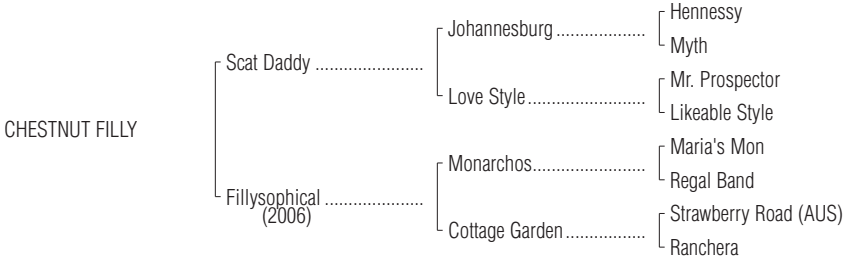 Hennessy
Johannesburg ...................
Myth
Scat Daddy .......................
Mr. Prospector
Love Style.........................
Likeable Style
CHESTNUT FILLY
Maria's Mon
Monarchos........................
Regal Band
Fillysophical .....................
(2006)
Strawberry Road (AUS)
Cottage Garden.................
Ranchera